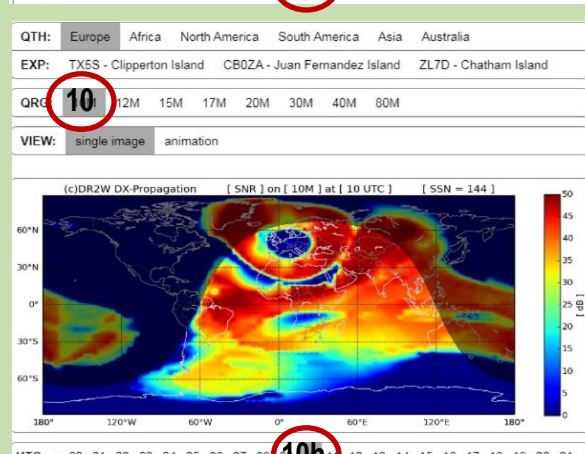 QTH: Europe Africa North America South America Asia Australia
EXP: TX5S - Clipperton Island CB0ZA - Juan Fernandez Island ZL7D - Chatham Island
QRG: 10 12M 15M 17M 20M 30M 40M 80M
VIEW: single image animation
(c)DR2W DX-Propagation [ SNR ] on [ 10M ] at [ 10 UTC ] [ SSN = 144 ]
50
45
60°N
40
35
30°N
30
0°
25
[ dB ]
20
30°S
15
10
60°S
5
0
180° 120°W 60°W 0° 60°E 120°E 180°
10h